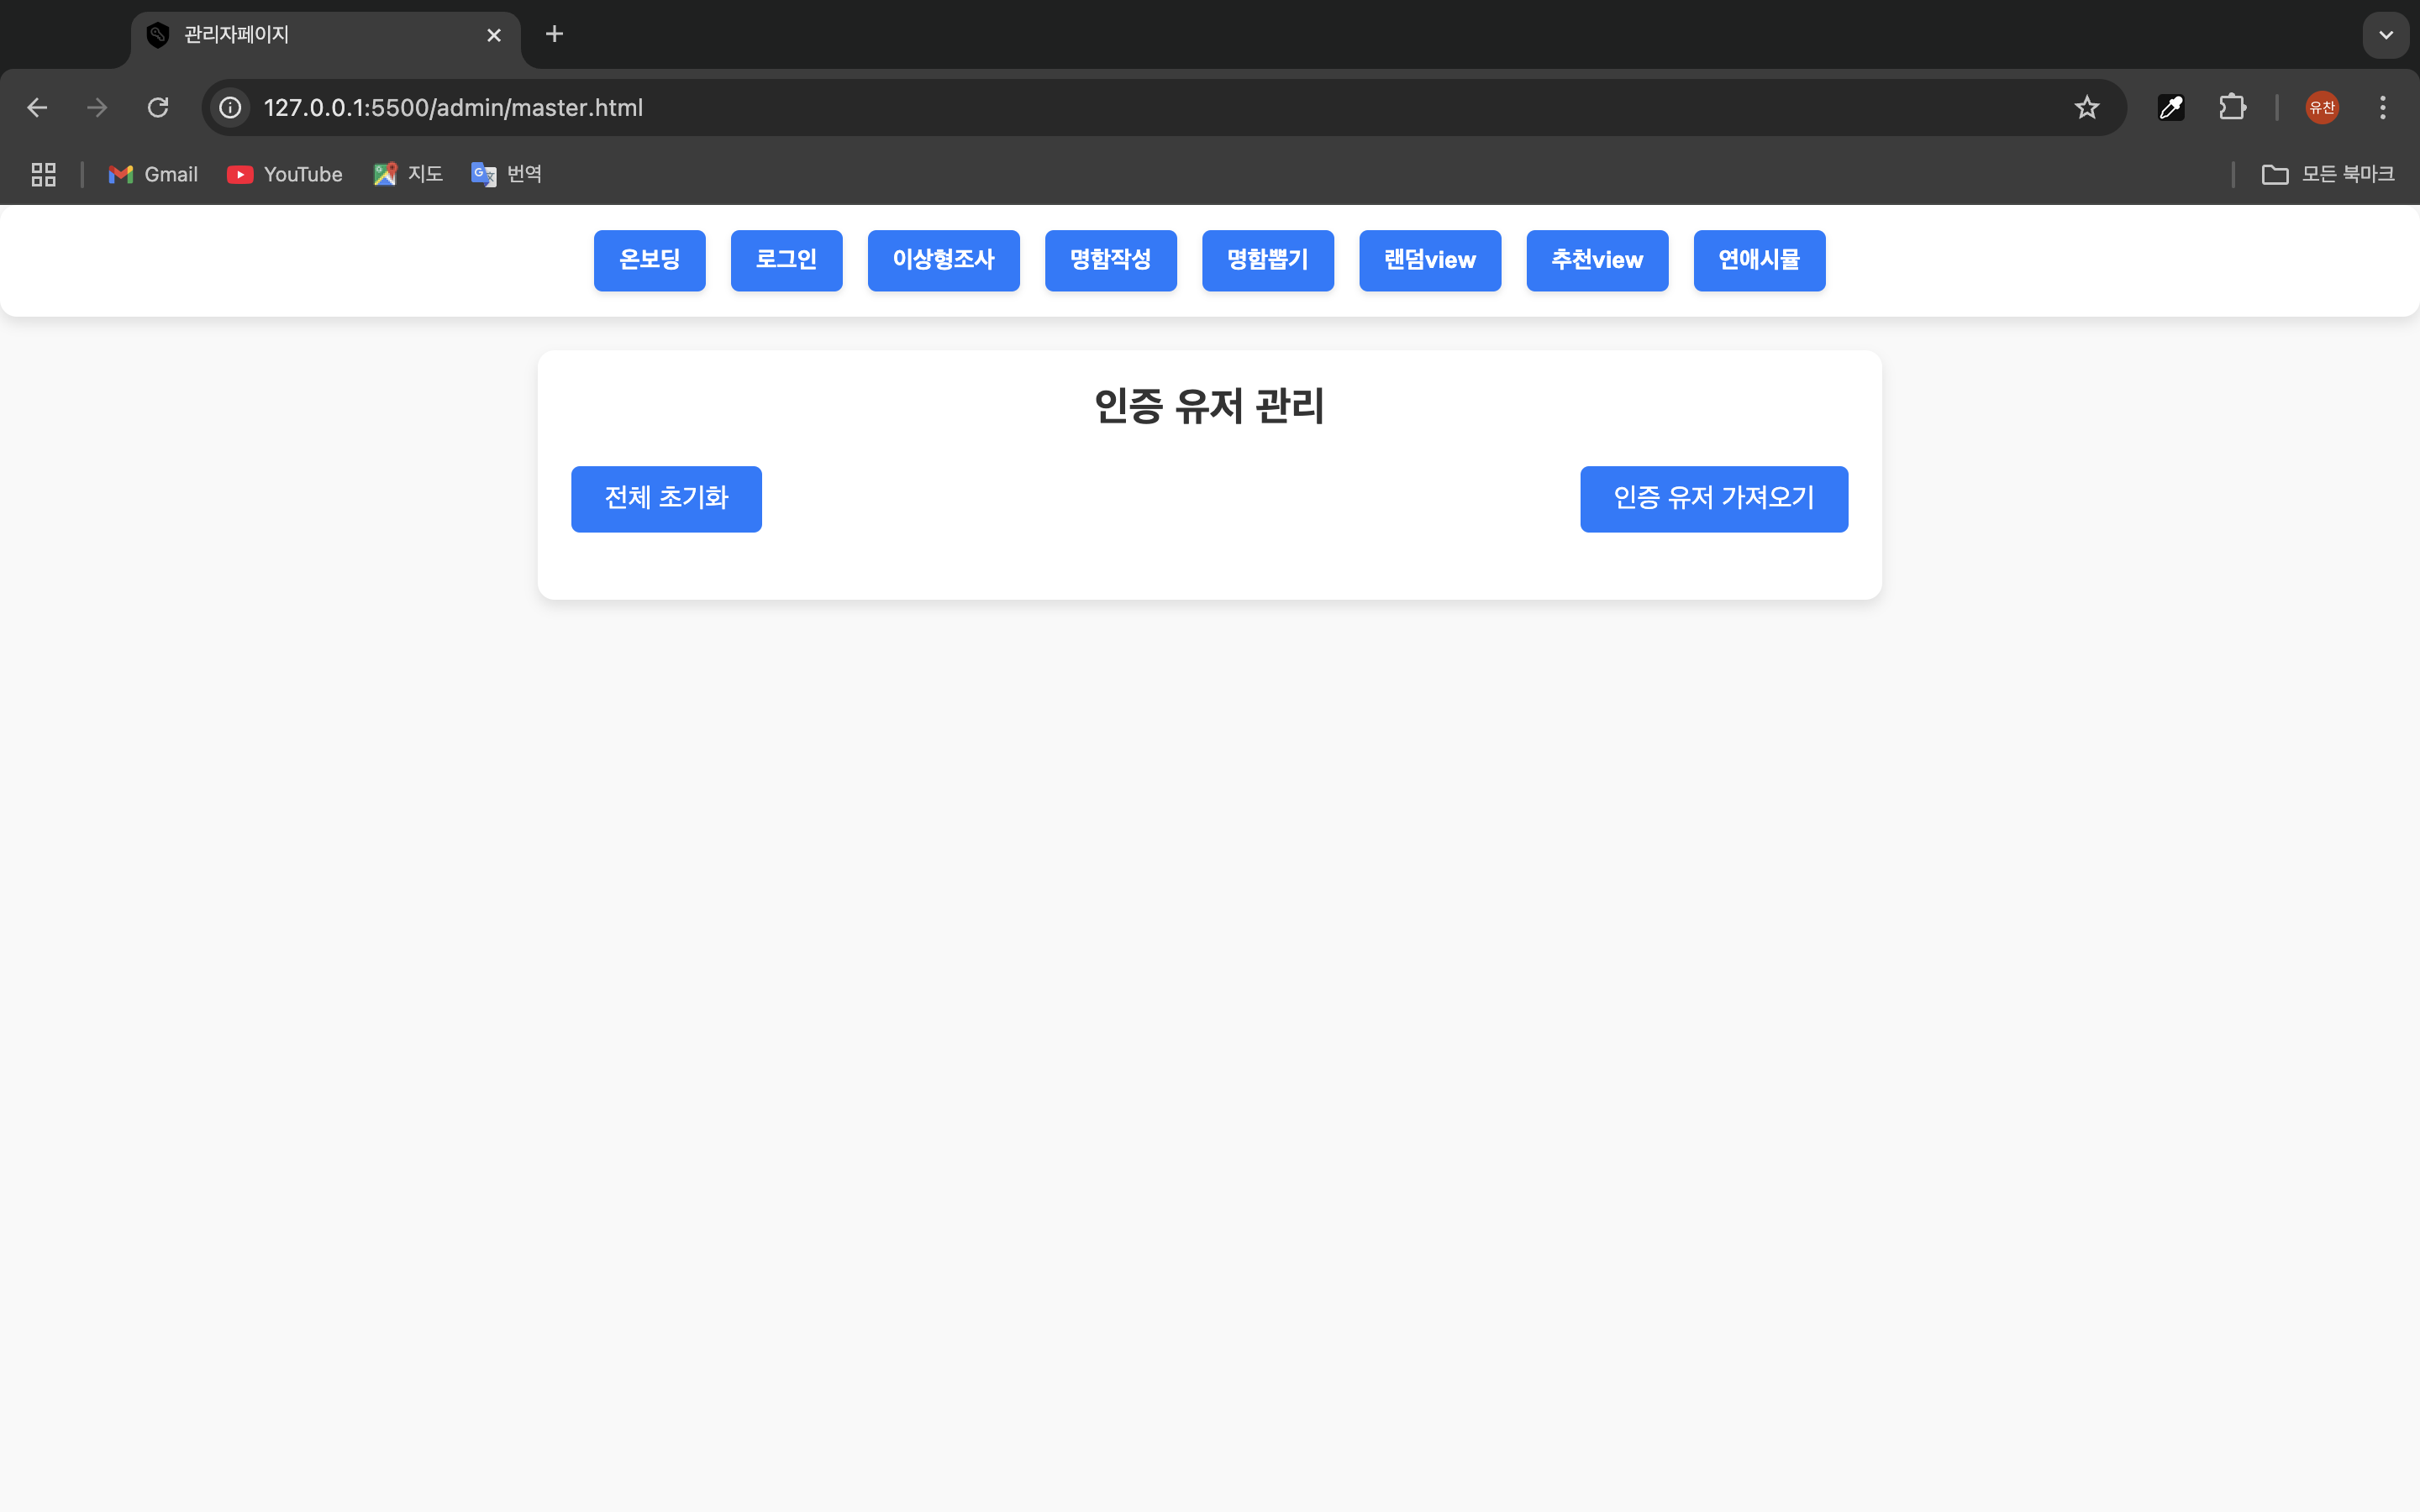 관리자페이지
127.0.0.1:5500/admin/master.html
유찬
Gmail YouTube 지도 번역 모든 북마크
온보딩 로그인 이상형조사 명함작성 명함뽑기 랜덤view 추천view 연애시뮬
인증 유저 관리
전체 초기화 인증 유저 가져오기